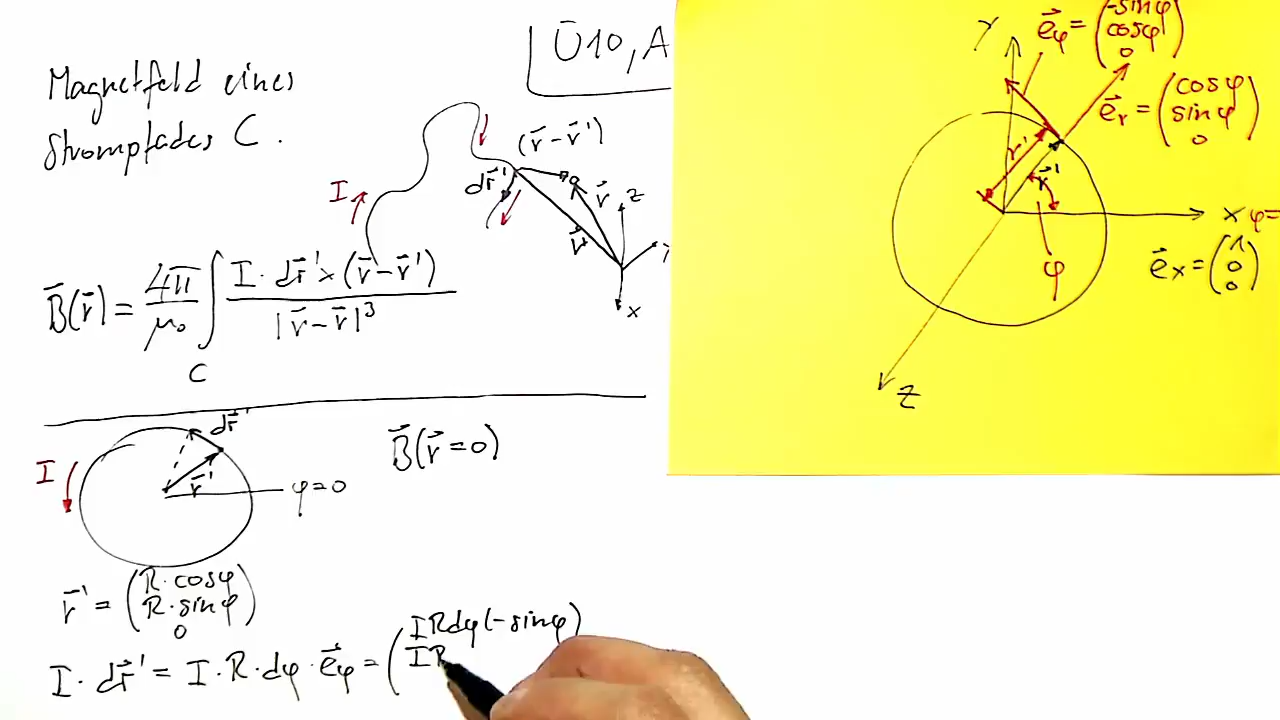 Magnetfeld eines
Strompfades C.
Ü10, A
I
(r⃗-r⃗')
dr⃗'
r⃗
r⃗'
z
x
B⃗(r⃗) = 4π/μ₀ ∫ I · dr⃗' × (r⃗-r⃗') / |r⃗-r⃗'|³
C
dr⃗'
I
r⃗'
φ=0
B⃗(r⃗=0)
r⃗' = (R·cosφ
R·sinφ
0)
I · dr⃗' = I·R·dφ·e⃗φ = (IRdφ(-sinφ)
IR
Y
e⃗φ = (-sinφ
cosφ
0)
e⃗r = (cosφ
sinφ
0)
r'
r⃗'
X φ=
φ
e⃗x = (1
0
0)
Z